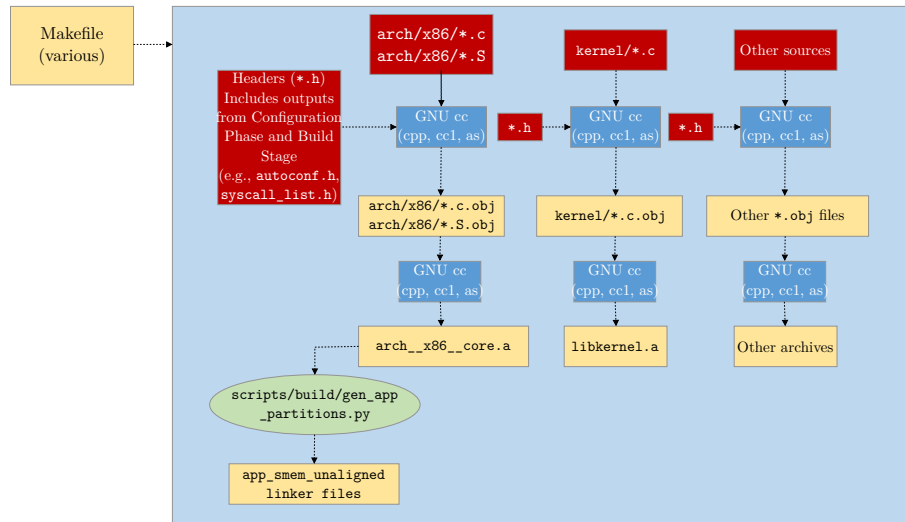 Makefile
(various)
arch/x86/*.c
arch/x86/*.S
kernel/*.c
Other sources
Headers (*.h)
Includes outputs
from Configuration
Phase and Build
Stage
(e.g., autoconf.h,
syscall_list.h)
GNU cc
(cpp, cc1, as)
*.h
GNU cc
(cpp, cc1, as)
*.h
GNU cc
(cpp, cc1, as)
arch/x86/*.c.obj
arch/x86/*.S.obj
kernel/*.c.obj
Other *.obj files
GNU cc
(cpp, cc1, as)
GNU cc
(cpp, cc1, as)
GNU cc
(cpp, cc1, as)
arch__x86__core.a
libkernel.a
Other archives
scripts/build/gen_app
_partitions.py
app_smem_unaligned
linker files